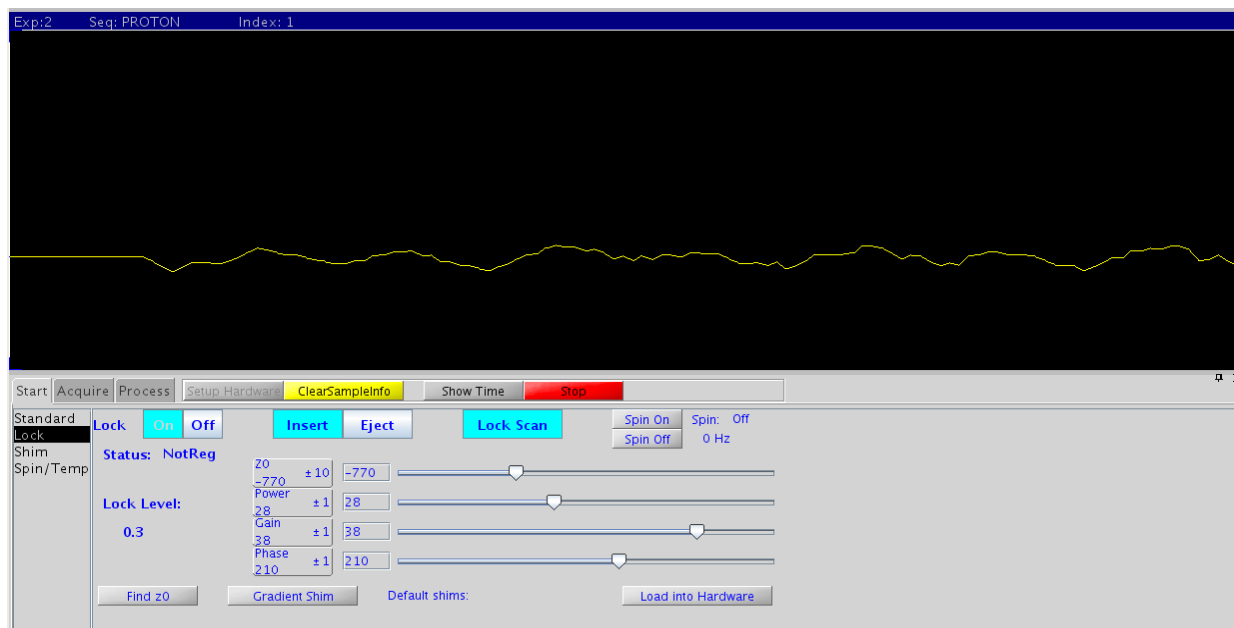 Exp:2 Seq: PROTON Index: 1
Start Acquire Process Setup Hardware ClearSampleInfo Show Time Stop
Standard
Lock
Shim
Spin/Temp
Lock On Off Insert Eject Lock Scan Spin On Spin: Off
Spin Off 0 Hz
Status: NotReg
Z0 ±10 -770
-770
Power ±1 28
28
Lock Level:
0.3
Gain ±1 38
38
Phase ±1 210
210
Find z0 Gradient Shim Default shims: Load into Hardware